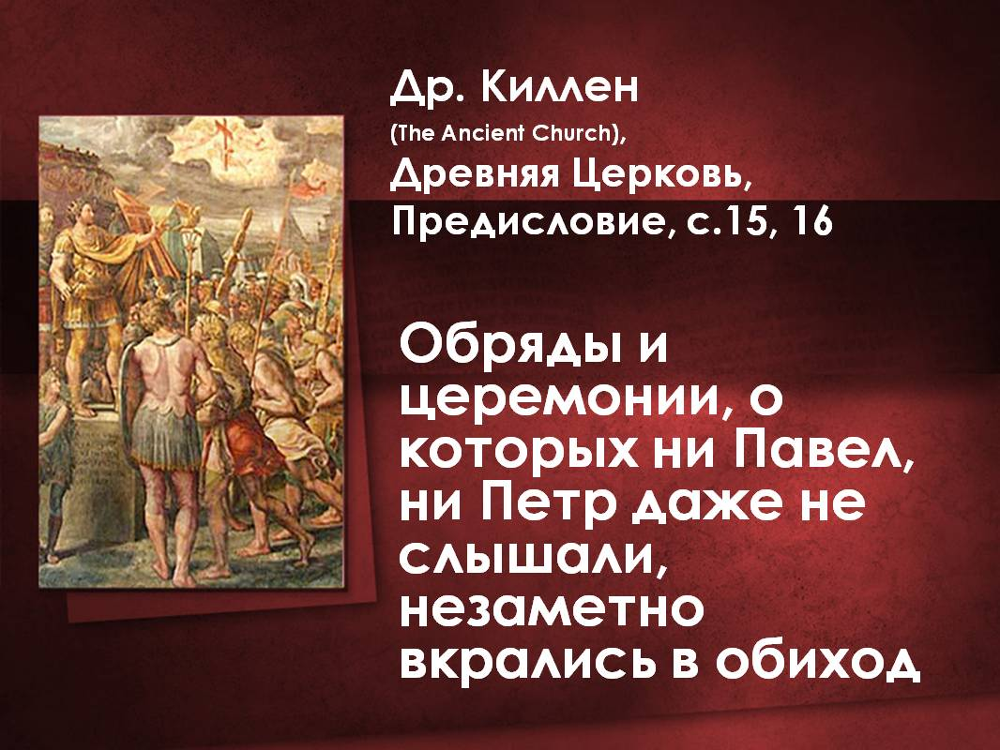 Др. Киллен
(The Ancient Church),
Древняя Церковь,
Предисловие, с.15, 16
Обряды и
церемонии, о
которых ни Павел,
ни Петр даже не
слышали,
незаметно
вкрались в обиход